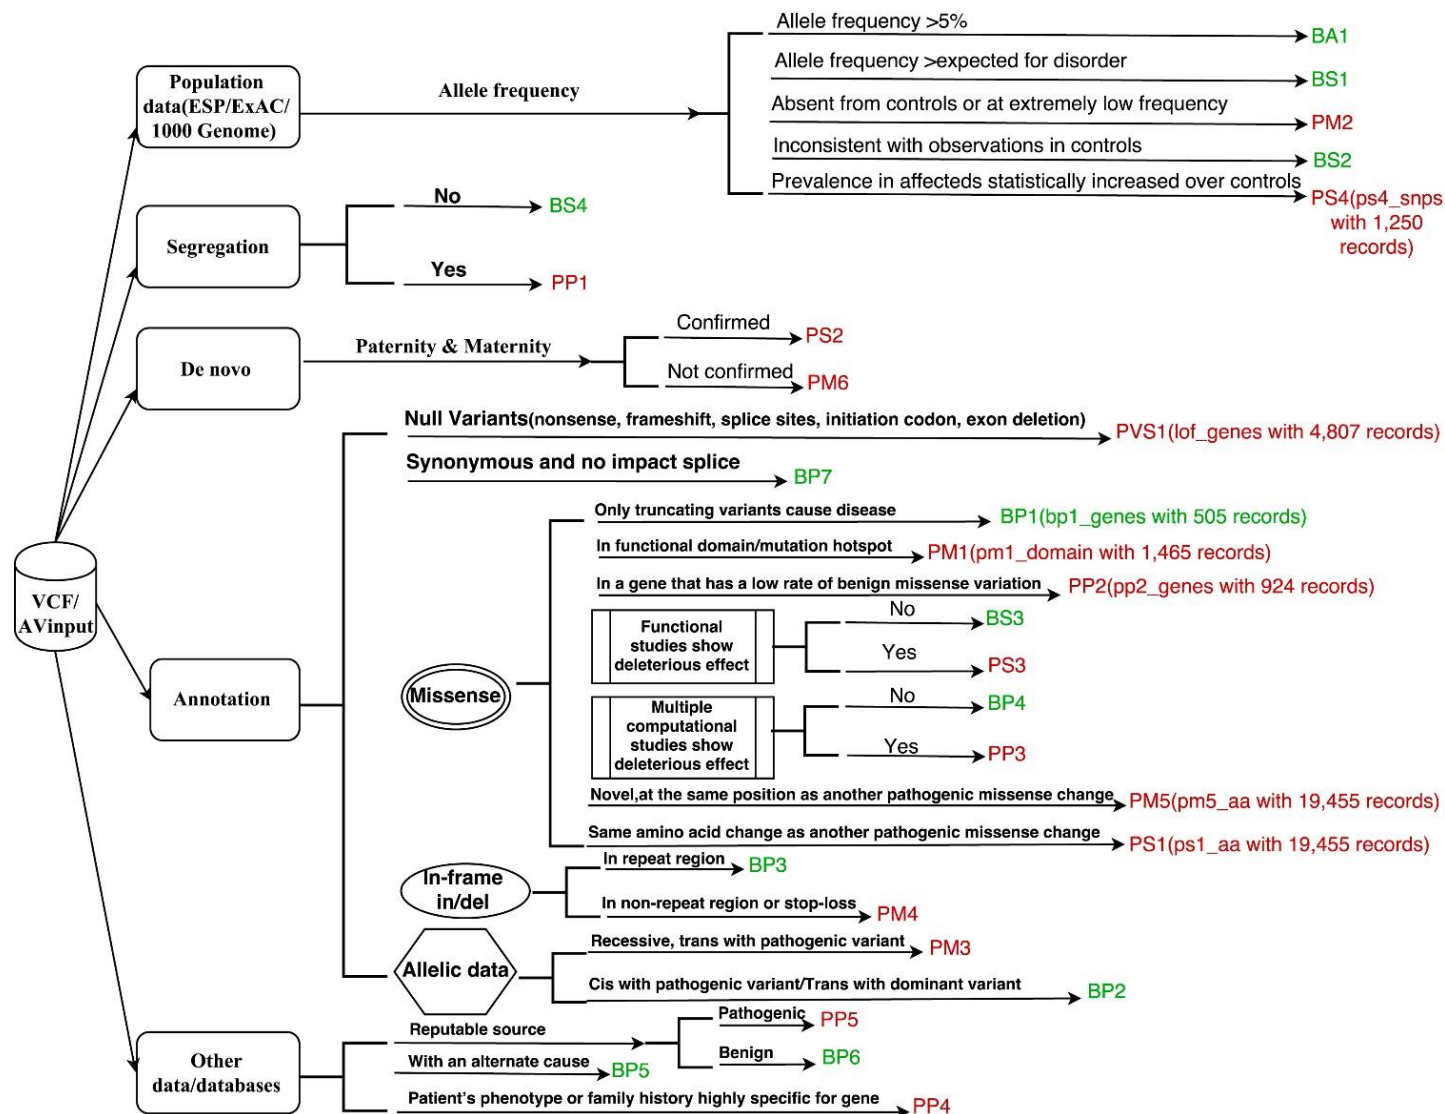 Allele frequency >5%
BA1
Population
data(ESP/ExAC/
1000 Genome)
Allele frequency
Allele frequency >expected for disorder
BS1
Absent from controls or at extremely low frequency
PM2
Inconsistent with observations in controls
BS2
Prevalence in affecteds statistically increased over controls
PS4(ps4_snps
with 1,250
records)
Segregation
No
BS4
Yes
PP1
De novo
Paternity & Maternity
Confirmed
PS2
Not confirmed
PM6
VCF/
AVinput
Annotation
Null Variants(nonsense, frameshift, splice sites, initiation codon, exon deletion)
PVS1(lof_genes with 4,807 records)
Synonymous and no impact splice
BP7
Missense
Only truncating variants cause disease
BP1(bp1_genes with 505 records)
In functional domain/mutation hotspot
PM1(pm1_domain with 1,465 records)
In a gene that has a low rate of benign missense variation
PP2(pp2_genes with 924 records)
Functional
studies show
deleterious effect
No
BS3
Yes
PS3
Multiple
computational
studies show
deleterious effect
No
BP4
Yes
PP3
Novel,at the same position as another pathogenic missense change
PM5(pm5_aa with 19,455 records)
Same amino acid change as another pathogenic missense change
PS1(ps1_aa with 19,455 records)
In-frame
in/del
In repeat region
BP3
In non-repeat region or stop-loss
PM4
Allelic data
Recessive, trans with pathogenic variant
PM3
Cis with pathogenic variant/Trans with dominant variant
BP2
Other
data/databases
Reputable source
Pathogenic
PP5
Benign
BP6
With an alternate cause
BP5
Patient's phenotype or family history highly specific for gene
PP4